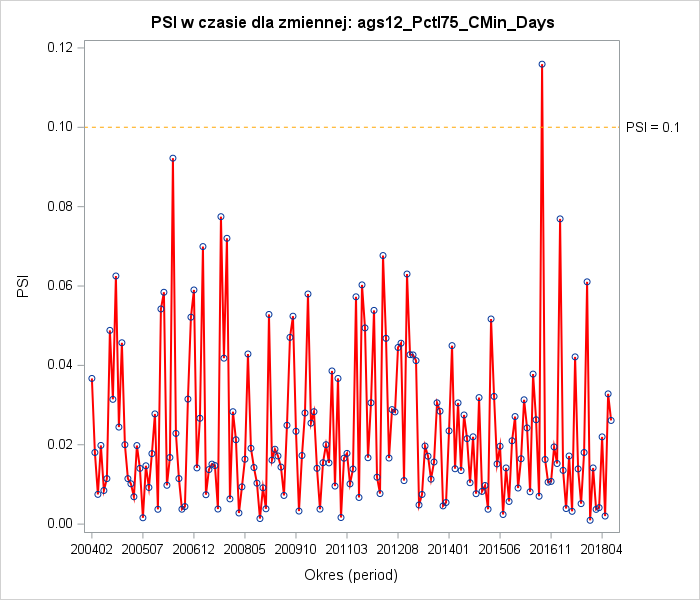 PSI w czasie dla zmiennej: ags12_Pctl75_CMin_Days
0.12
0.10
0.08
0.06
0.04
0.02
0.00
PSI
PSI = 0.1
200402 200507 200612 200805 200910 201103 201208 201401 201506 201611 201804
Okres (period)